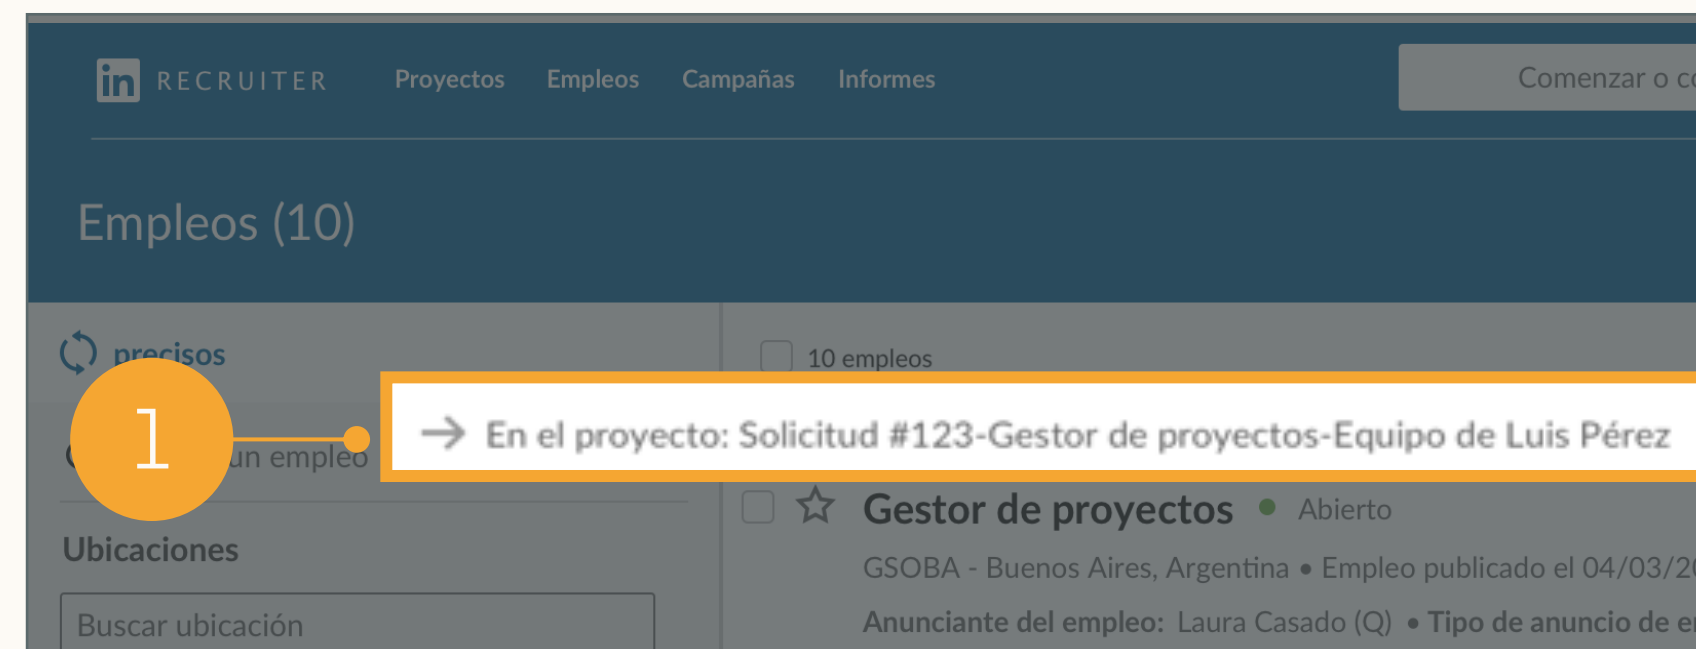 in RECRUITER Proyectos Empleos Campañas Informes Comenzar o
Empleos (10)
precisos
10 empleos
1
un empleo
→ En el proyecto: Solicitud #123-Gestor de proyectos-Equipo de Luis Pérez
Gestor de proyectos • Abierto
Ubicaciones
GSOBA - Buenos Aires, Argentina • Empleo publicado el 04/03/20
Buscar ubicación
Anunciante del empleo: Laura Casado (Q) • Tipo de anuncio de